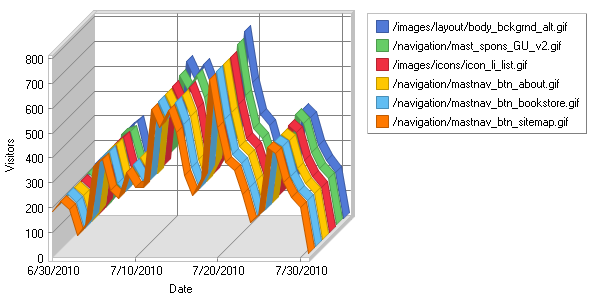 /images/layout/body_bckgrnd_alt.gif
/navigation/mast_spons_GU_v2.gif
/images/icons/icon_li_list.gif
/navigation/mastnav_btn_about.gif
/navigation/mastnav_btn_bookstore.gif
/navigation/mastnav_btn_sitemap.gif
Visitors
800
700
600
500
400
300
200
100
0
6/30/2010 7/10/2010 7/20/2010 7/30/2010
Date